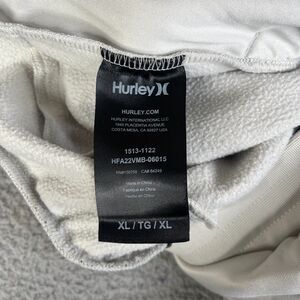 Hurley
HURLEY.COM
HURLEY INTERNATIONAL LLC
1945 PLACENTIA AVENUE,
COSTA MESA, CA 92627 USA
1513-1122
HFA22VMB-06015
Made in China
Fabriqué en Chine
Hecho en China
XL / TG / XL